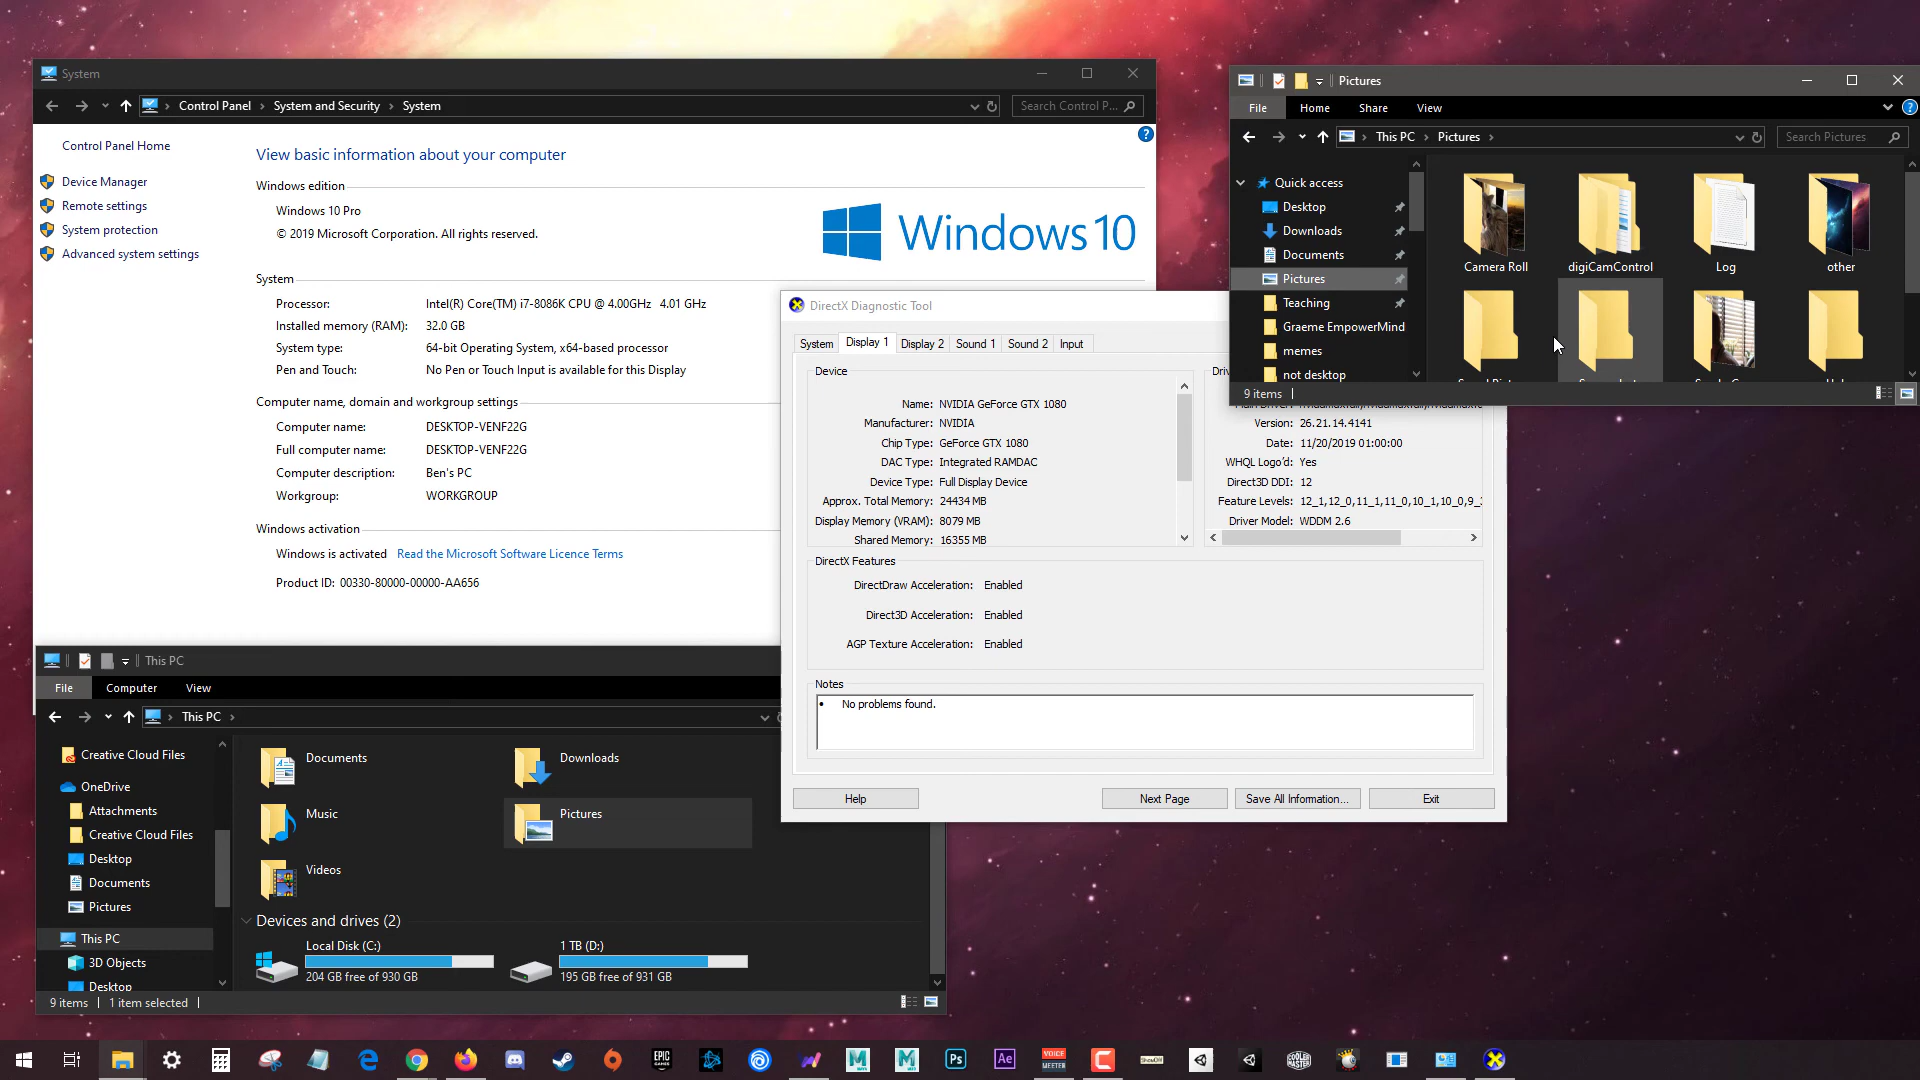 System
Control Panel > System and Security > System
Search Control P...
Control Panel Home
Device Manager
Remote settings
System protection
Advanced system settings
View basic information about your computer
Windows edition
Windows 10 Pro
© 2019 Microsoft Corporation. All rights reserved.
Windows 10
System
Processor: Intel(R) Core(TM) i7-8086K CPU @ 4.00GHz 4.01 GHz
Installed memory (RAM): 32.0 GB
System type: 64-bit Operating System, x64-based processor
Pen and Touch: No Pen or Touch Input is available for this Display
Computer name, domain and workgroup settings
Computer name: DESKTOP-VENF22G
Full computer name: DESKTOP-VENF22G
Computer description: Ben's PC
Workgroup: WORKGROUP
Windows activation
Windows is activated Read the Microsoft Software Licence Terms
Product ID: 00330-80000-00000-AA656
Pictures
File Home Share View
This PC > Pictures >
Search Pictures
Quick access
Desktop
Downloads
Documents
Pictures
Teaching
Graeme EmpowerMind
memes
not desktop
Camera Roll digiCamControl Log other
9 items
DirectX Diagnostic Tool
System Display 1 Display 2 Sound 1 Sound 2 Input
Device
Name: NVIDIA GeForce GTX 1080
Manufacturer: NVIDIA
Chip Type: GeForce GTX 1080
DAC Type: Integrated RAMDAC
Device Type: Full Display Device
Approx. Total Memory: 24434 MB
Display Memory (VRAM): 8079 MB
Shared Memory: 16355 MB
Version: 26.21.14.4141
Date: 11/20/2019 01:00:00
WHQL Logo'd: Yes
Direct3D DDI: 12
Feature Levels: 12_1,12_0,11_1,11_0,10_1,10_0,9_
Driver Model: WDDM 2.6
DirectX Features
DirectDraw Acceleration: Enabled
Direct3D Acceleration: Enabled
AGP Texture Acceleration: Enabled
Notes
No problems found.
Help Next Page Save All Information... Exit
This PC
File Computer View
This PC >
Creative Cloud Files
OneDrive
Attachments
Creative Cloud Files
Desktop
Documents
Pictures
This PC
3D Objects
Desktop
Documents Downloads
Music Pictures
Videos
Devices and drives (2)
Local Disk (C:)
204 GB free of 930 GB
1 TB (D:)
195 GB free of 931 GB
9 items 1 item selected
EPIC GAMES
Ps
Ae
VOICE MEETER
COOLER MASTER